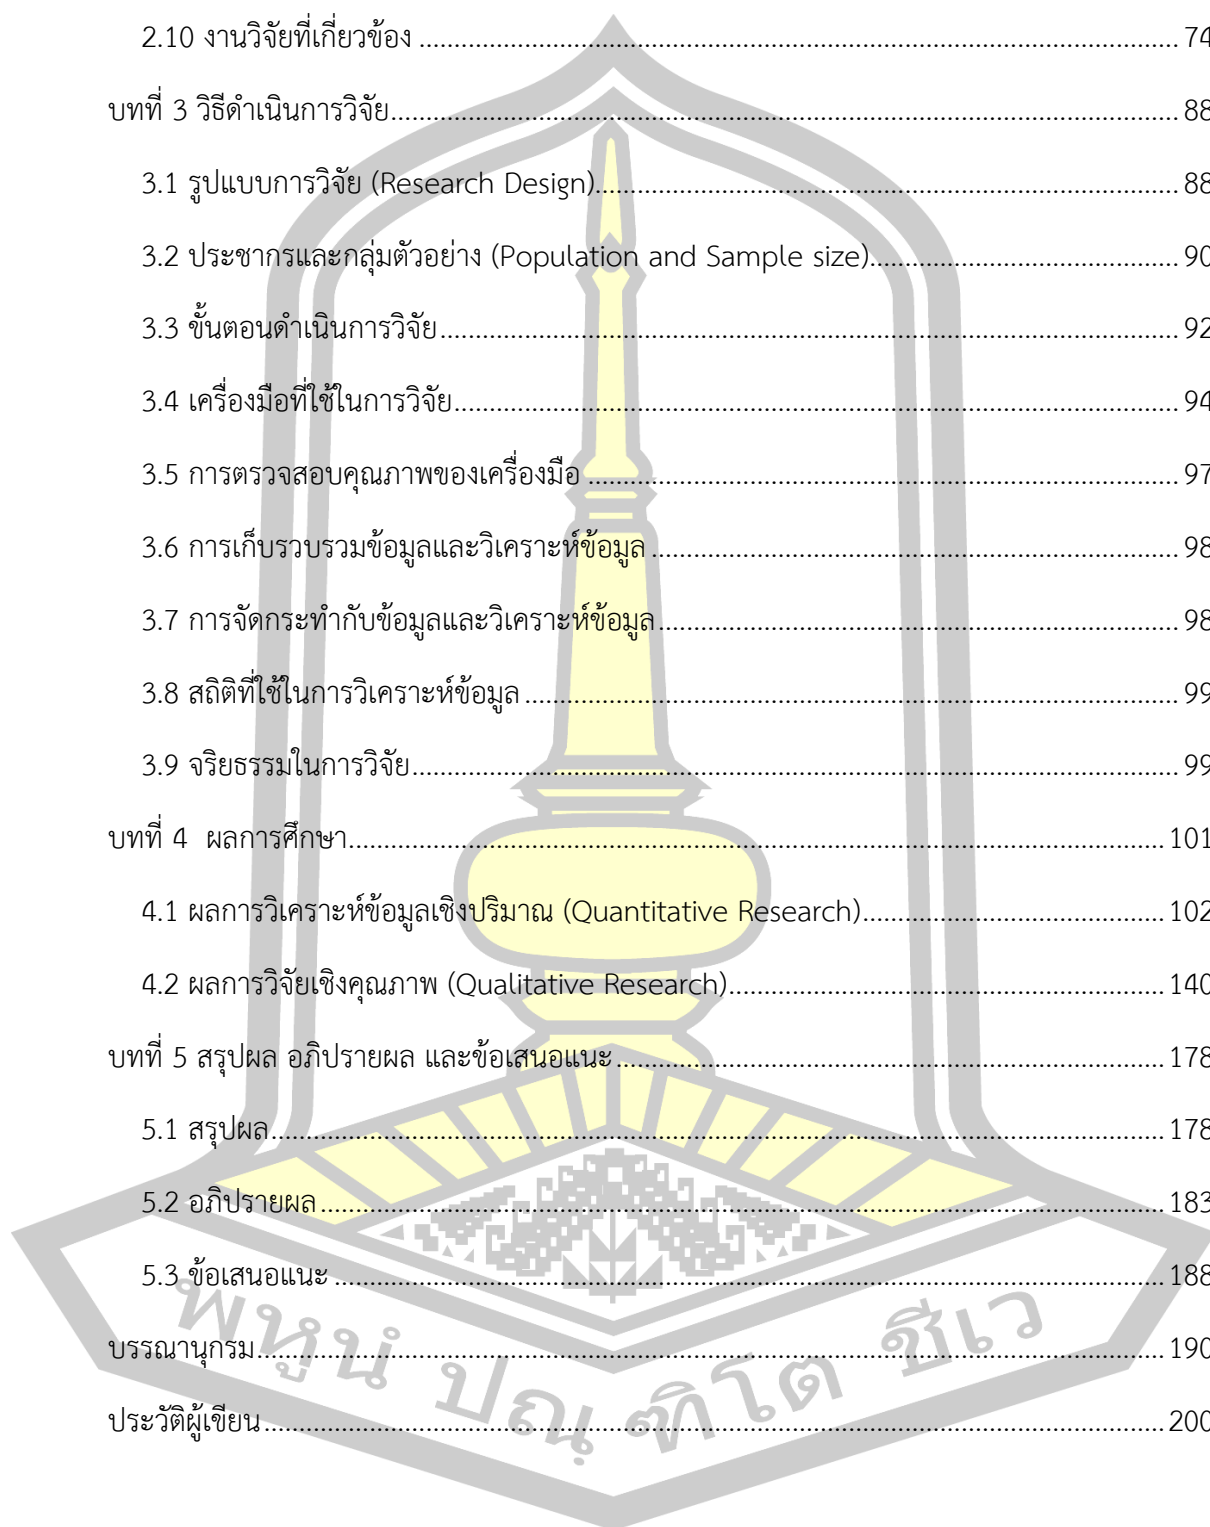 2.10 งานวิจัยที่เกี่ยวข้อง ........ 74
บทที่ 3 วิธีดำเนินการวิจัย ........ 88
3.1 รูปแบบการวิจัย (Research Design) ........ 88
3.2 ประชากรและกลุ่มตัวอย่าง (Population and Sample size) ........ 90
3.3 ขั้นตอนดำเนินการวิจัย ........ 92
3.4 เครื่องมือที่ใช้ในการวิจัย ........ 94
3.5 การตรวจสอบคุณภาพของเครื่องมือ ........ 97
3.6 การเก็บรวบรวมข้อมูลและวิเคราะห์ข้อมูล ........ 98
3.7 การจัดกระทำกับข้อมูลและวิเคราะห์ข้อมูล ........ 98
3.8 สถิติที่ใช้ในการวิเคราะห์ข้อมูล ........ 99
3.9 จริยธรรมในการวิจัย ........ 99
บทที่ 4 ผลการศึกษา ........ 101
4.1 ผลการวิเคราะห์ข้อมูลเชิงปริมาณ (Quantitative Research) ........ 102
4.2 ผลการวิจัยเชิงคุณภาพ (Qualitative Research) ........ 140
บทที่ 5 สรุปผล อภิปรายผล และข้อเสนอแนะ ........ 178
5.1 สรุปผล ........ 178
5.2 อภิปรายผล ........ 183
5.3 ข้อเสนอแนะ ........ 188
บรรณานุกรม ........ 190
ประวัติผู้เขียน ........ 200
พหูนํ ปณฺฑิโต ชีเว